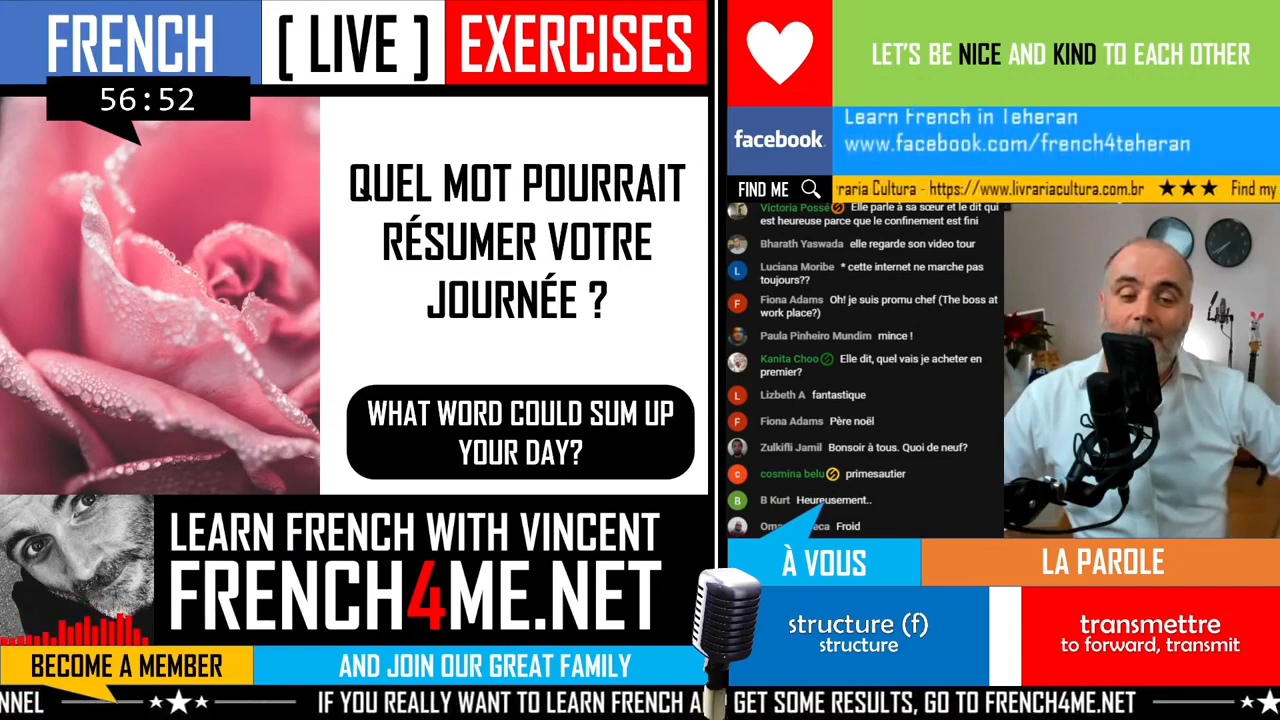 FRENCH
[ LIVE ]
EXERCISES
56:52
QUEL MOT POURRAIT
RÉSUMER VOTRE
JOURNÉE ?
WHAT WORD COULD SUM UP
YOUR DAY?
LEARN FRENCH WITH VINCENT
FRENCH4ME.NET
BECOME A MEMBER
AND JOIN OUR GREAT FAMILY
LET'S BE NICE AND KIND TO EACH OTHER
facebook.
Learn French in Teheran
www.facebook.com/french4teheran
FIND ME
Cultura - https://www.livrariacultura.com.br ★★★ Find my
Victoria Possé Elle parle à sa sœur et le dit qui
est heureuse parce que le confinement est fini
Bharath Yaswada elle regarde son video tour
L Luciana Moribe * cette internet ne marche pas
toujours??
F Fiona Adams Oh! je suis promu chef (The boss at
work place?)
Paula Pinheiro Mundim mince !
Kanita Choo Elle dit, quel vais je acheter en
premier?
L Lizbeth A fantastique
F Fiona Adams Père noël
Zulkifli Jamil Bonsoir à tous. Quoi de neuf?
c cosmina belu primesautier
B B Kurt Heureusement..
Froid
À VOUS
LA PAROLE
structure (f)
structure
transmettre
to forward, transmit
NNEL ★★★ IF YOU REALLY WANT TO LEARN FRENCH GET SOME RESULTS, GO TO FRENCH4ME.NET